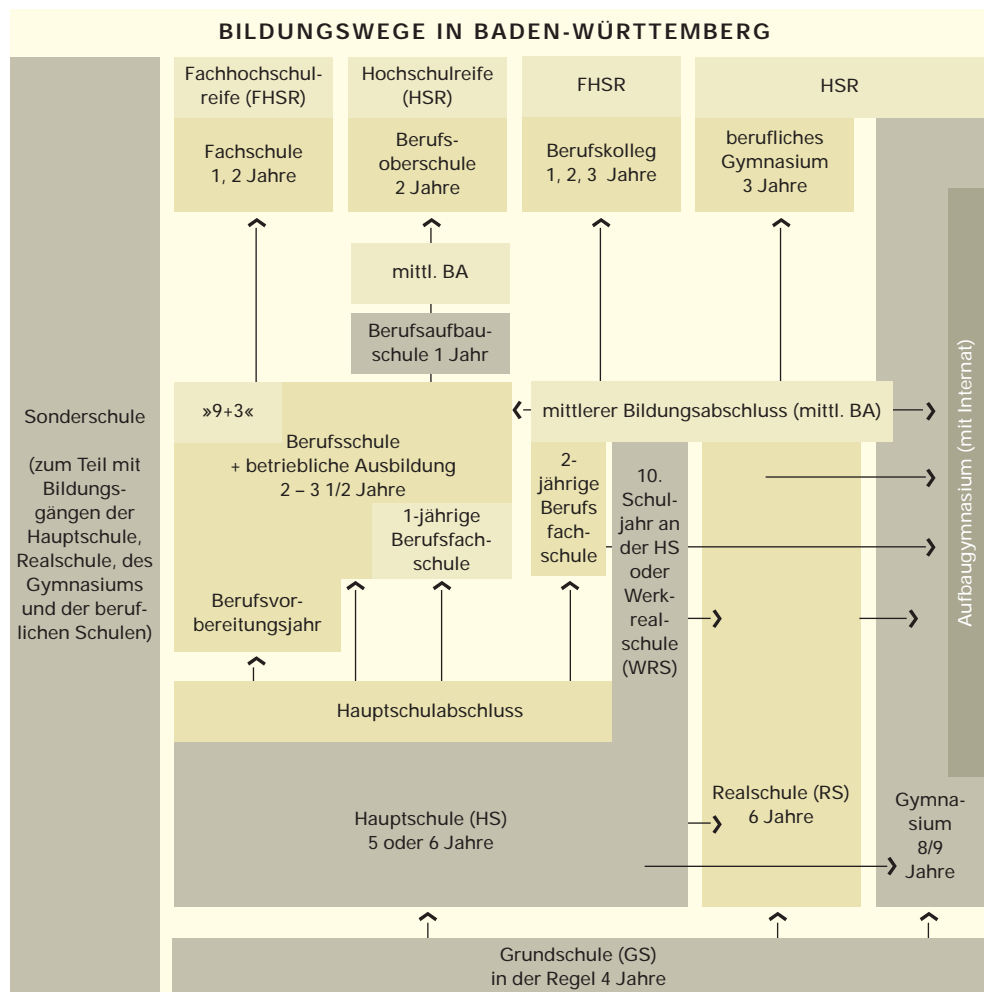 BILDUNGSWEGE IN BADEN-WÜRTTEMBERG
Fachhochschul-
reife (FHSR)
Hochschulreife
(HSR)
FHSR
HSR
Fachschule
1, 2 Jahre
Berufs-
oberschule
2 Jahre
Berufskolleg
1, 2, 3 Jahre
berufliches
Gymnasium
3 Jahre
mittl. BA
Berufsaufbau-
schule 1 Jahr
Sonderschule
(zum Teil mit
Bildungs-
gängen der
Hauptschule,
Realschule, des
Gymnasiums
und der beruf-
lichen Schulen)
»9+3«
Berufsschule
+ betriebliche Ausbildung
2 – 3 1/2 Jahre
1-jährige
Berufsfach-
schule
Berufsvor-
bereitungsjahr
mittlerer Bildungsabschluss (mittl. BA)
2-
jährige
Berufs
fach-
schule
10.
Schul-
jahr an
der HS
oder
Werk-
real-
schule
(WRS)
Aufbaugymnasium (mit Internat)
Hauptschulabschluss
Hauptschule (HS)
5 oder 6 Jahre
Realschule (RS)
6 Jahre
Gymna-
sium
8/9
Jahre
Grundschule (GS)
in der Regel 4 Jahre